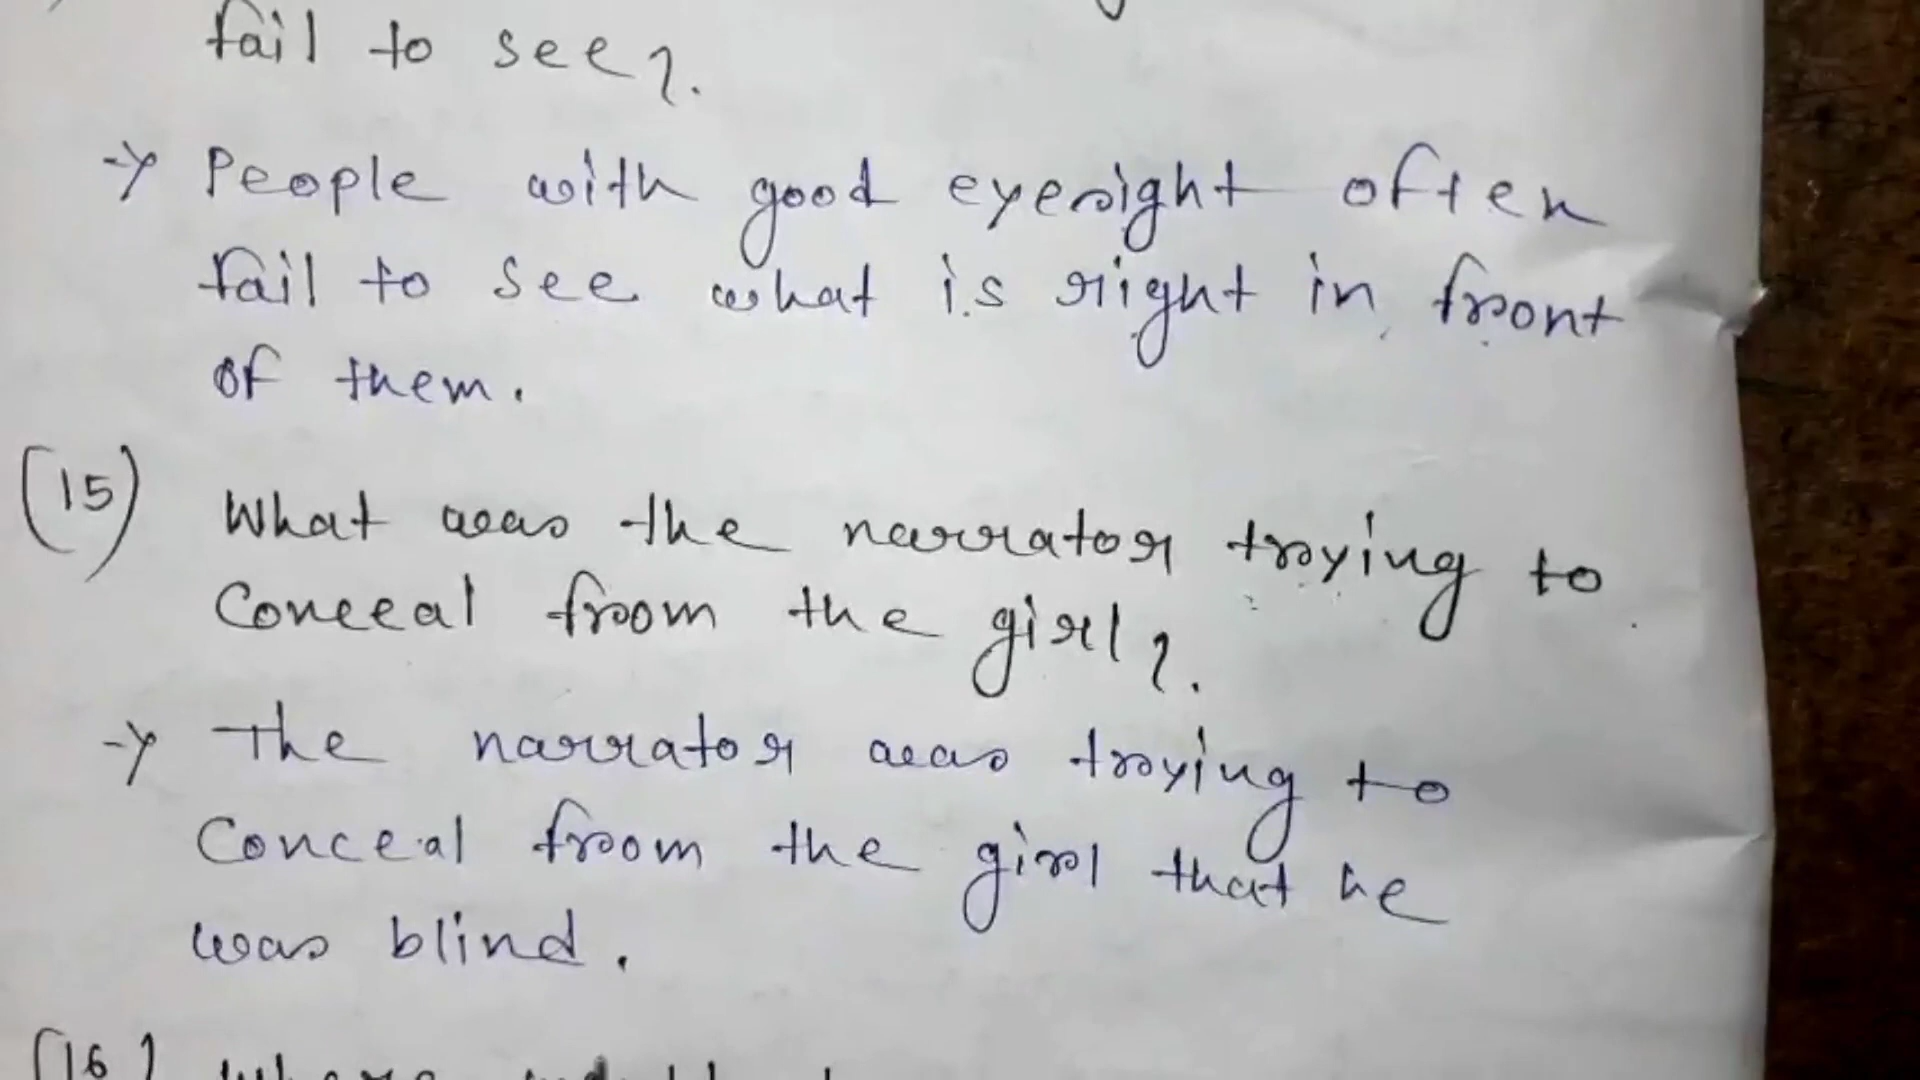 fail to see?
→ People with good eyesight often
fail to see what is right in front
of them.
(15) What was the narrator trying to
Conceal from the girl?
→ The narrator was trying to
Conceal from the girl that he
was blind.
(16) Where